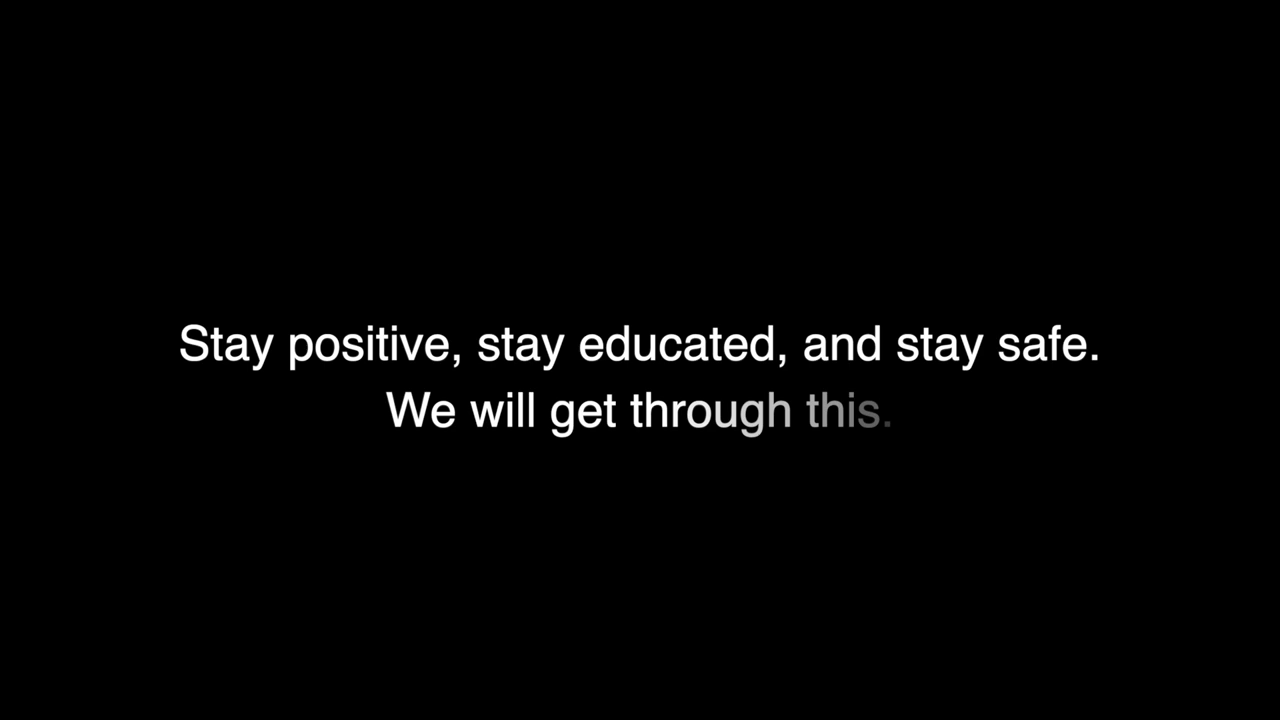 Stay positive, stay educated, and stay safe.
We will get through this.